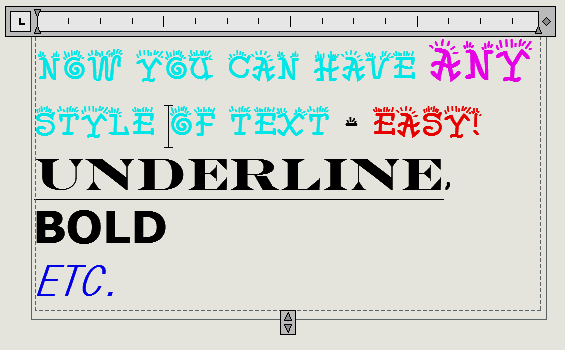 NOW YOU CAN HAVE ANY
STYLE OF TEXT - EASY!
UNDERLINE,
BOLD
ETC.